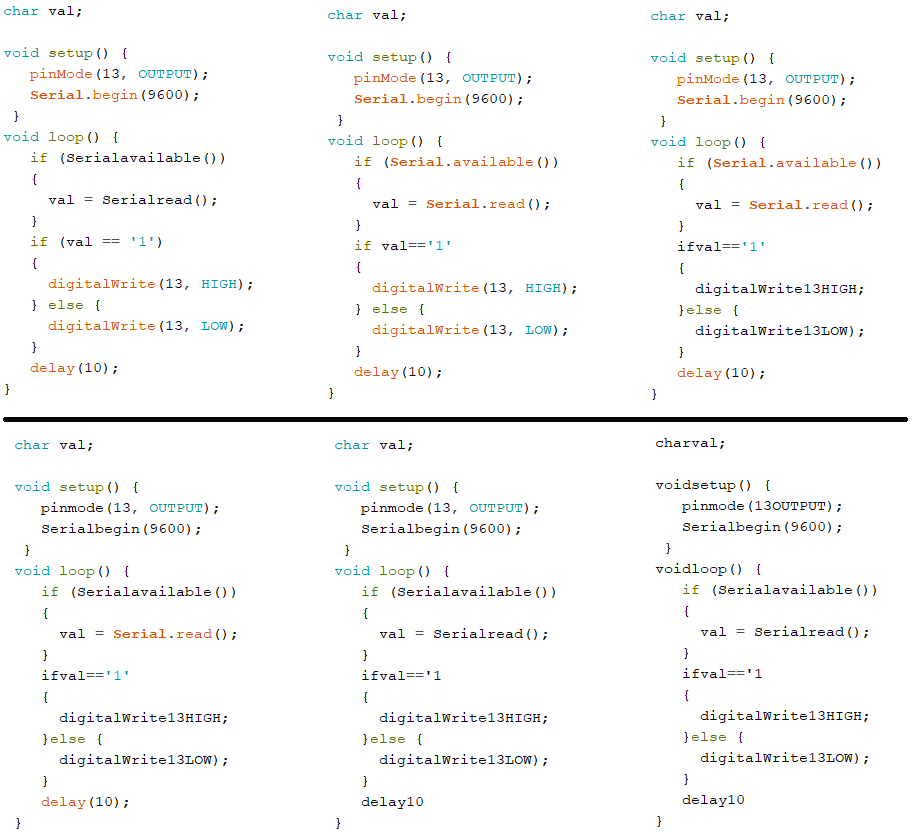 char val;
void setup() {
pinMode(13, OUTPUT);
Serial.begin(9600);
}
void loop() {
if (Serialavailable())
{
val = Serialread();
}
if (val == '1')
{
digitalWrite(13, HIGH);
} else {
digitalWrite(13, LOW);
}
delay(10);
}
char val;
void setup() {
pinMode(13, OUTPUT);
Serial.begin(9600);
}
void loop() {
if (Serial.available())
{
val = Serial.read();
}
if val=='1'
{
digitalWrite(13, HIGH);
} else {
digitalWrite(13, LOW);
}
delay(10);
}
char val;
void setup() {
pinMode(13, OUTPUT);
Serial.begin(9600);
}
void loop() {
if (Serial.available())
{
val = Serial.read();
}
ifval=='1'
{
digitalWrite13HIGH;
}else {
digitalWrite13LOW);
}
delay(10);
}
char val;
void setup() {
pinmode(13, OUTPUT);
Serialbegin(9600);
}
void loop() {
if (Serialavailable())
{
val = Serial.read();
}
ifval=='1'
{
digitalWrite13HIGH;
}else {
digitalWrite13LOW);
}
delay(10);
}
char val;
void setup() {
pinmode(13, OUTPUT);
Serialbegin(9600);
}
void loop() {
if (Serialavailable())
{
val = Serialread();
}
ifval=='1
{
digitalWrite13HIGH;
}else {
digitalWrite13LOW);
}
delay10
}
charval;
voidsetup() {
pinmode(13OUTPUT);
Serialbegin(9600);
}
voidloop() {
if (Serialavailable())
{
val = Serialread();
}
ifval=='1
{
digitalWrite13HIGH;
}else {
digitalWrite13LOW);
}
delay10
}